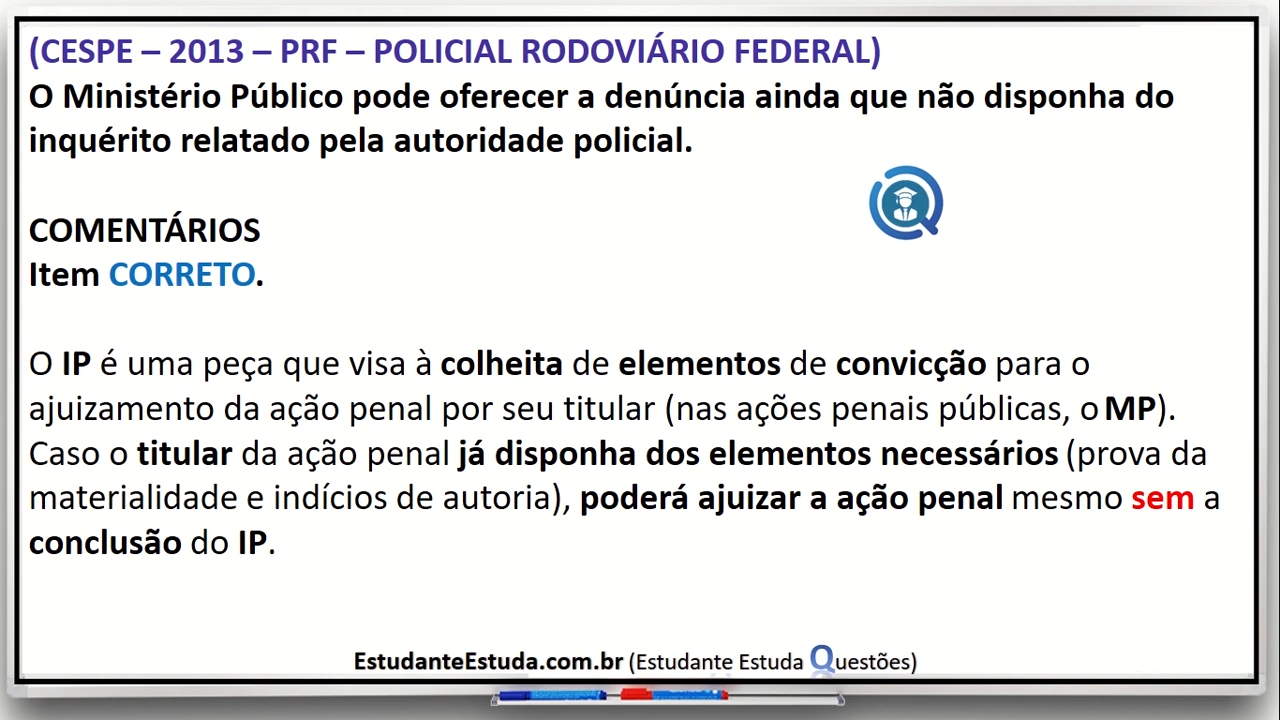 (CESPE – 2013 – PRF – POLICIAL RODOVIÁRIO FEDERAL)
O Ministério Público pode oferecer a denúncia ainda que não disponha do
inquérito relatado pela autoridade policial.
COMENTÁRIOS
Item CORRETO.
O IP é uma peça que visa à colheita de elementos de convicção para o
ajuizamento da ação penal por seu titular (nas ações penais públicas, o MP).
Caso o titular da ação penal já disponha dos elementos necessários (prova da
materialidade e indícios de autoria), poderá ajuizar a ação penal mesmo sem a
conclusão do IP.
EstudanteEstuda.com.br (Estudante Estuda Questões)